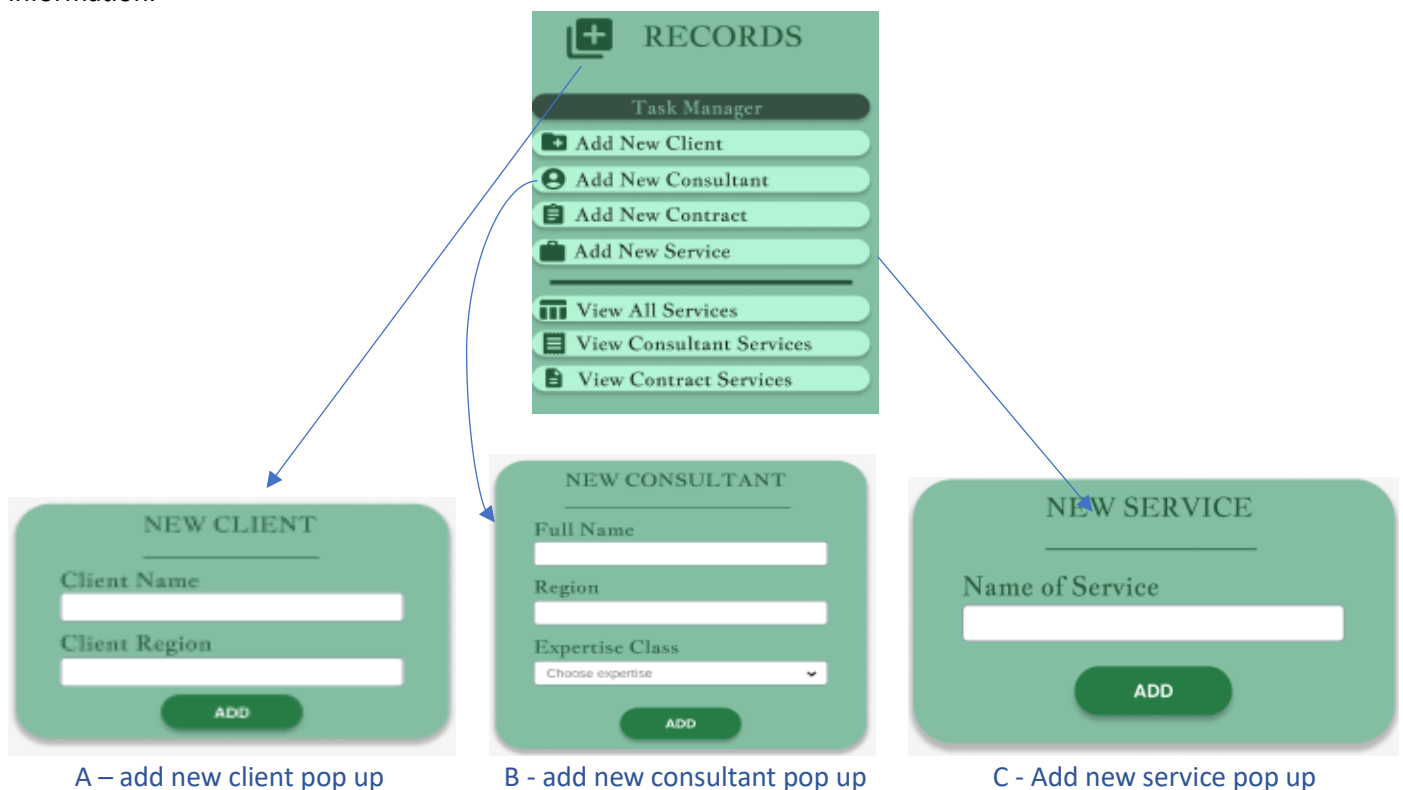 RECORDS
Task Manager
Add New Client
Add New Consultant
Add New Contract
Add New Service
View All Services
View Consultant Services
View Contract Services
NEW CLIENT
Client Name
Client Region
ADD
A – add new client pop up
NEW CONSULTANT
Full Name
Region
Expertise Class
Choose expertise
ADD
B - add new consultant pop up
NEW SERVICE
Name of Service
ADD
C - Add new service pop up